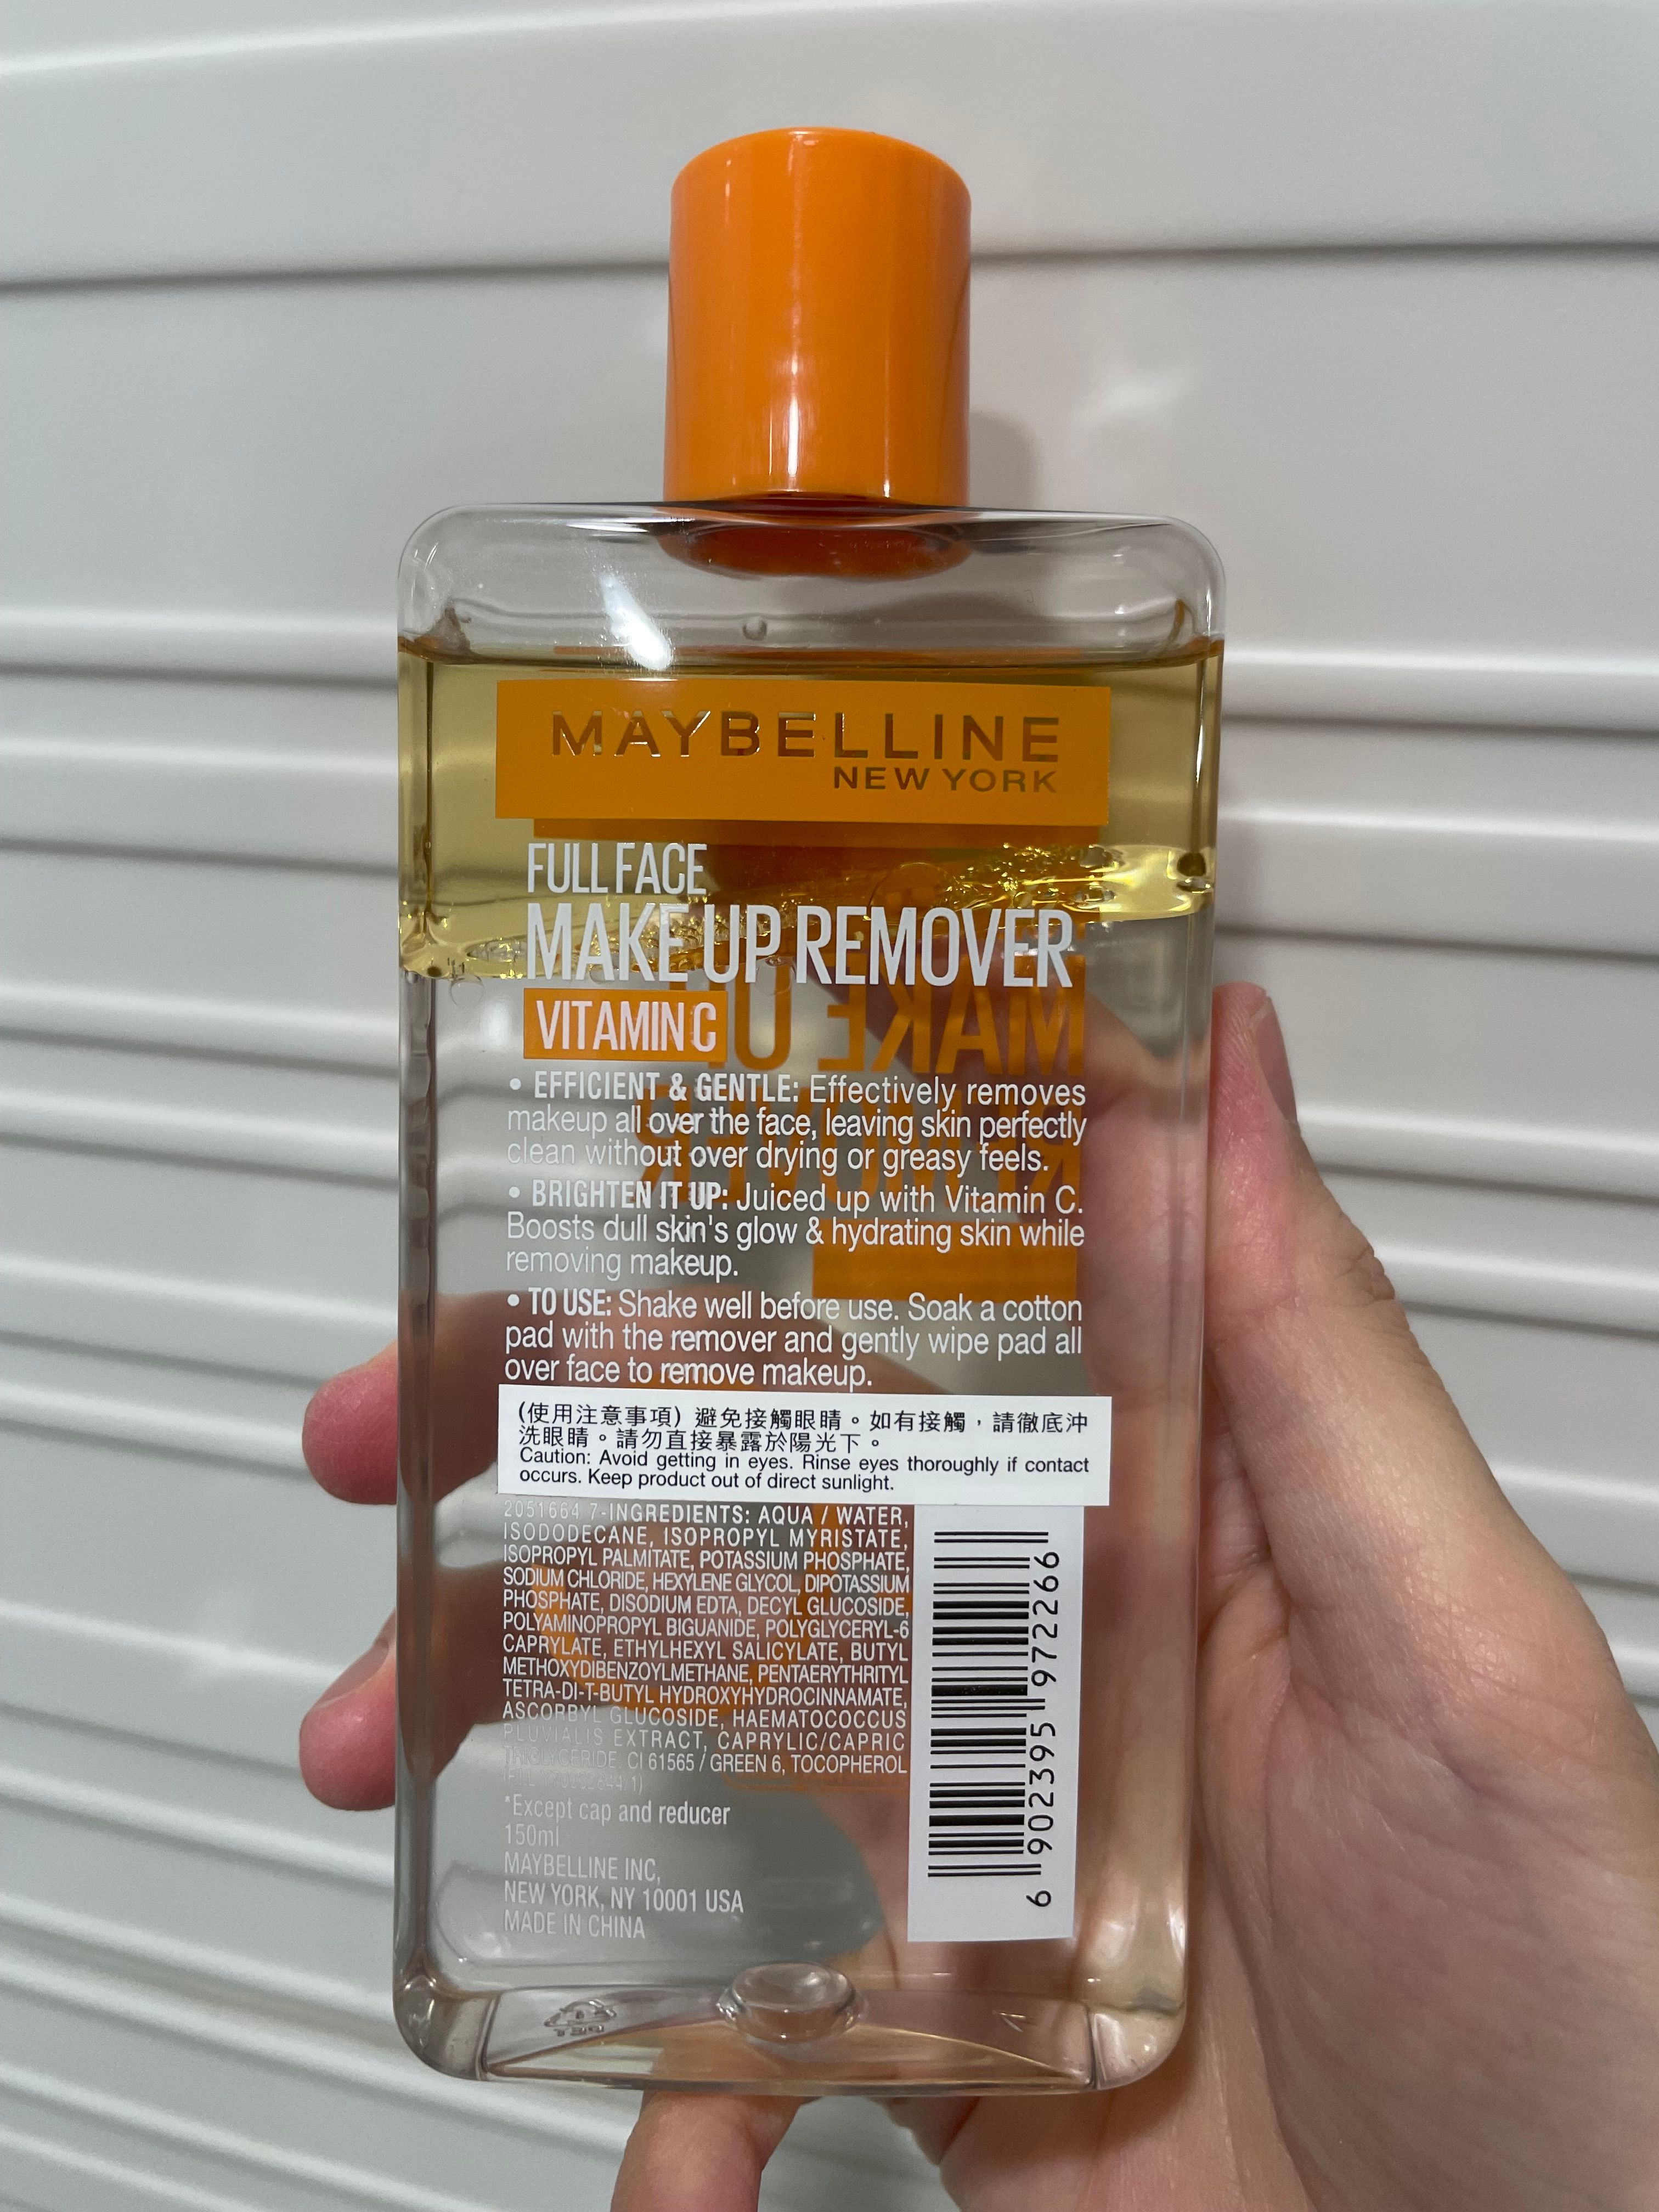 MAYBELLINE
NEW YORK
FULL FACE
MAKE UP REMOVER
VITAMIN C
• EFFICIENT & GENTLE: Effectively removes
makeup all over the face, leaving skin perfectly
clean without over drying or greasy feels.
• BRIGHTEN IT UP: Juiced up with Vitamin C.
Boosts dull skin's glow & hydrating skin while
removing makeup.
• TO USE: Shake well before use. Soak a cotton
pad with the remover and gently wipe pad all
over face to remove makeup.
(使用注意事項) 避免接觸眼睛。如有接觸，請徹底沖
洗眼睛。請勿直接暴露於陽光下。
Caution: Avoid getting in eyes. Rinse eyes thoroughly if contact
occurs. Keep product out of direct sunlight.
2051664 7-INGREDIENTS: AQUA / WATER,
ISODODECANE, ISOPROPYL MYRISTATE,
ISOPROPYL PALMITATE, POTASSIUM PHOSPHATE,
SODIUM CHLORIDE, HEXYLENE GLYCOL, DIPOTASSIUM
PHOSPHATE, DISODIUM EDTA, DECYL GLUCOSIDE,
POLYAMINOPROPYL BIGUANIDE, POLYGLYCERYL-6
CAPRYLATE, ETHYLHEXYL SALICYLATE, BUTYL
METHOXYDIBENZOYLMETHANE, PENTAERYTHRITYL
TETRA-DI-T-BUTYL HYDROXYHYDROCINNAMATE,
ASCORBYL GLUCOSIDE, HAEMATOCOCCUS
PLUVIALIS EXTRACT, CAPRYLIC/CAPRIC
TRIGLYCERIDE, CI 61565 / GREEN 6, TOCOPHEROL
*Except cap and reducer
150ml
MAYBELLINE INC,
NEW YORK, NY 10001 USA
MADE IN CHINA
6 902395 972266